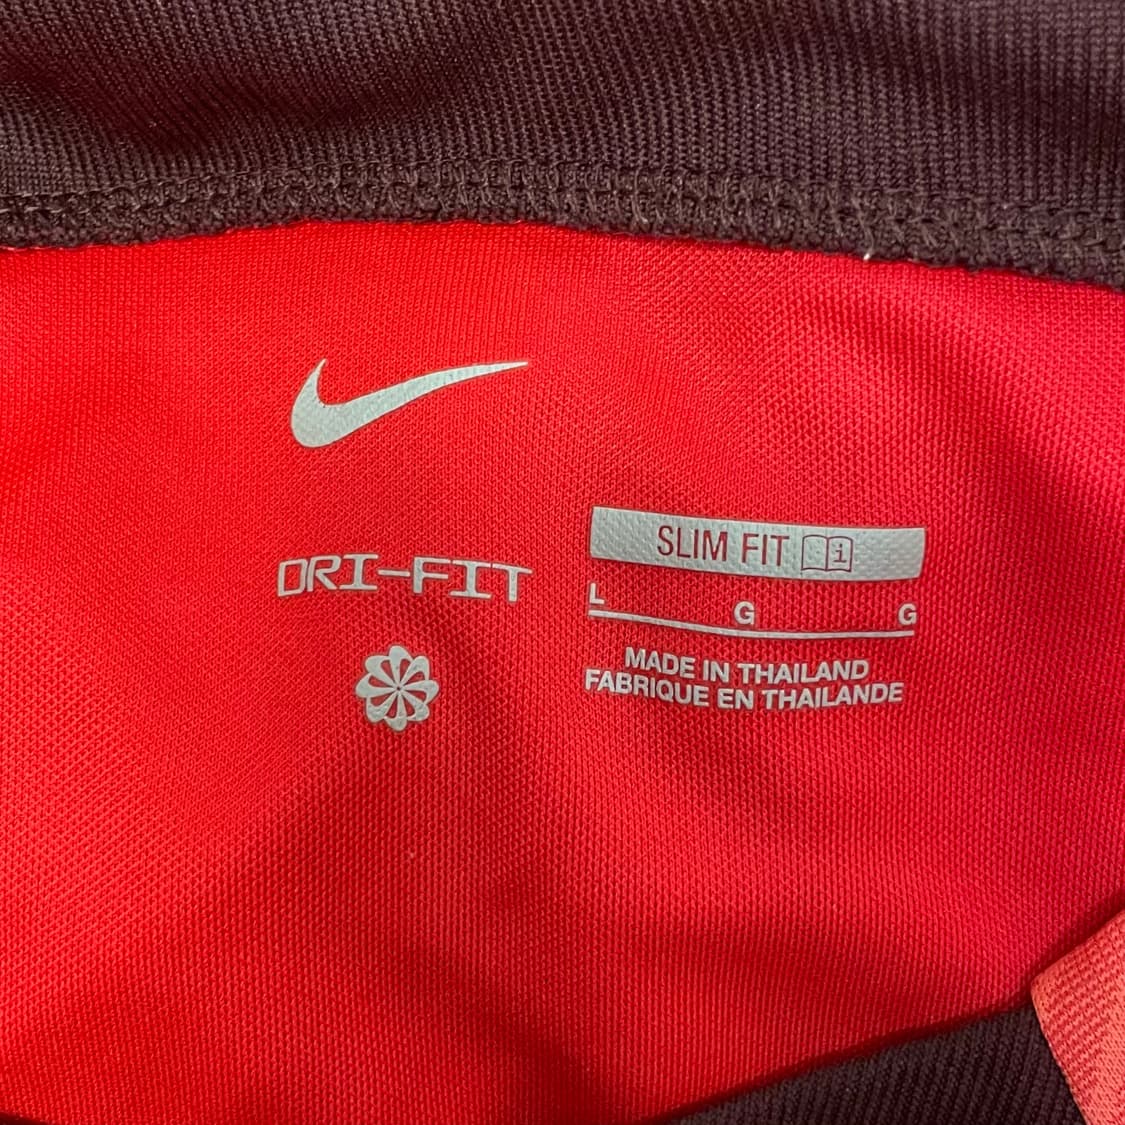 DRI-FIT
SLIM FIT i
L G G
MADE IN THAILAND
FABRIQUE EN THAILANDE